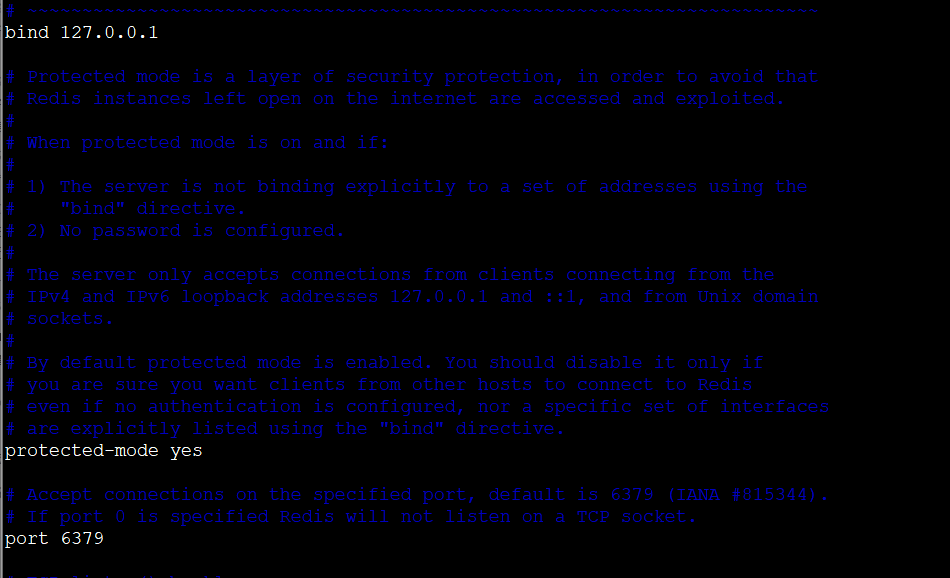 # ~~~~~~~~~~~~~~~~~~~~~~~~~~~~~~~~~~~~~~~~~~~~~~~~~~~~~~~~~~~~~~~~~~~~~~~~
bind 127.0.0.1
# Protected mode is a layer of security protection, in order to avoid that
# Redis instances left open on the internet are accessed and exploited.
#
# When protected mode is on and if:
#
# 1) The server is not binding explicitly to a set of addresses using the
#    "bind" directive.
# 2) No password is configured.
#
# The server only accepts connections from clients connecting from the
# IPv4 and IPv6 loopback addresses 127.0.0.1 and ::1, and from Unix domain
# sockets.
#
# By default protected mode is enabled. You should disable it only if
# you are sure you want clients from other hosts to connect to Redis
# even if no authentication is configured, nor a specific set of interfaces
# are explicitly listed using the "bind" directive.
protected-mode yes
# Accept connections on the specified port, default is 6379 (IANA #815344).
# If port 0 is specified Redis will not listen on a TCP socket.
port 6379